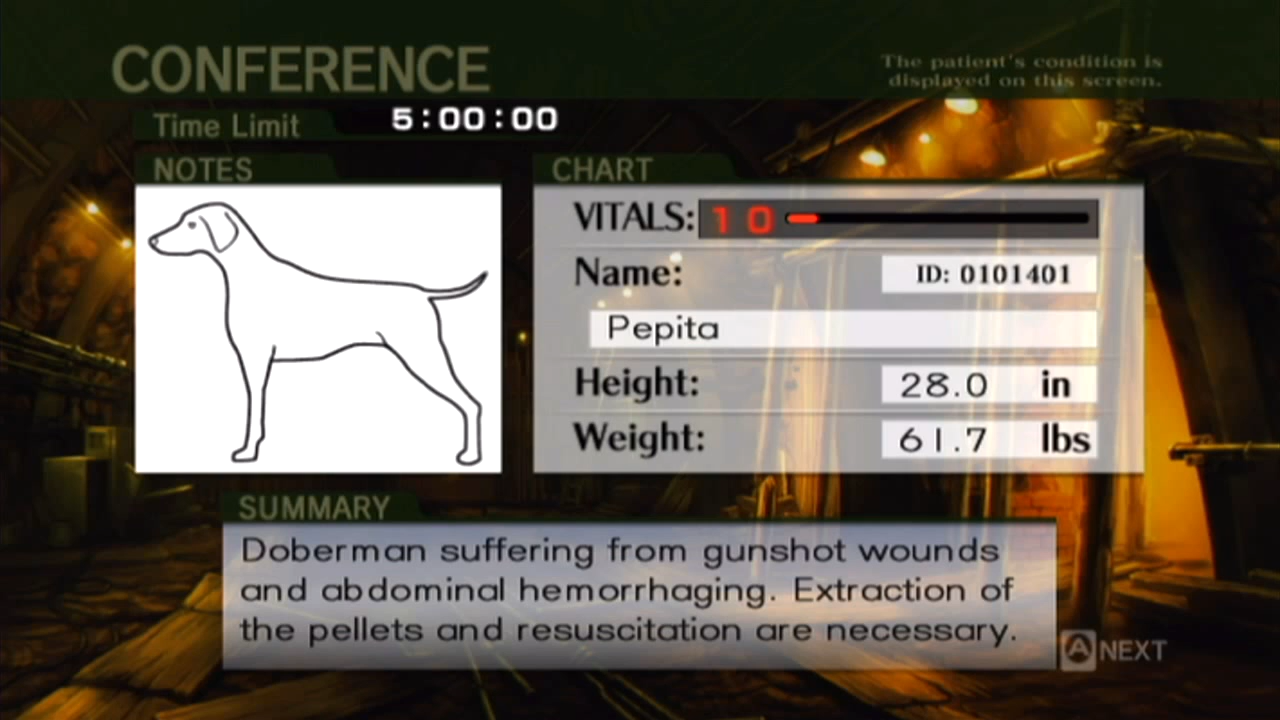 CONFERENCE
The patient's condition is
displayed on this screen.
Time Limit 5:00:00
NOTES
CHART
VITALS: 10
Name: ID: 0101401
Pepita
Height: 28.0 in
Weight: 61.7 lbs
SUMMARY
Doberman suffering from gunshot wounds
and abdominal hemorrhaging. Extraction of
the pellets and resuscitation are necessary.
A NEXT